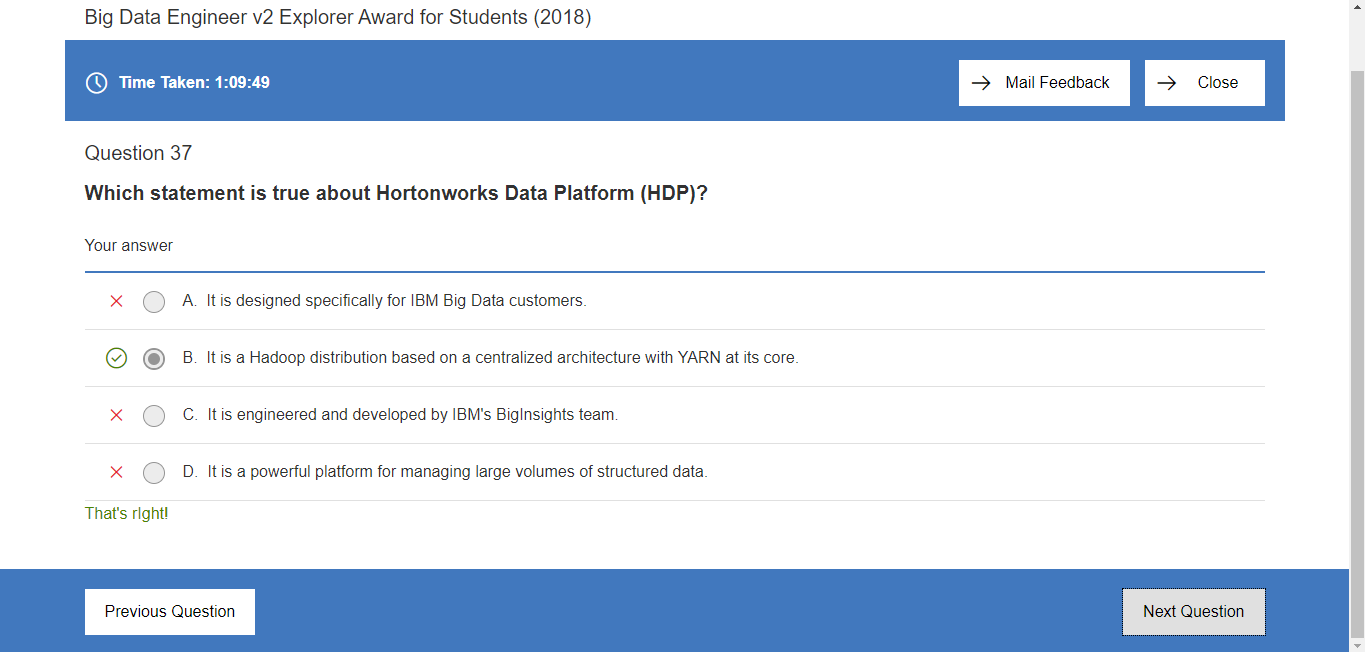 Big Data Engineer v2 Explorer Award for Students (2018)
Time Taken: 1:09:49
Mail Feedback
Close
Question 37
Which statement is true about Hortonworks Data Platform (HDP)?
Your answer
A. It is designed specifically for IBM Big Data customers.
B. It is a Hadoop distribution based on a centralized architecture with YARN at its core.
C. It is engineered and developed by IBM's BigInsights team.
D. It is a powerful platform for managing large volumes of structured data.
That's rIght!
Previous Question
Next Question